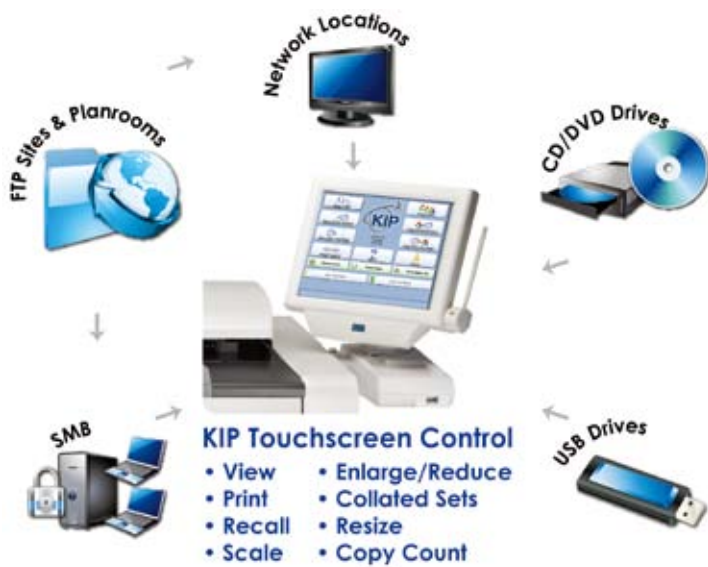 Network Locations
FTP Sites & Planrooms
CD/DVD Drives
KIP
SMB
USB Drives
KIP Touchscreen Control
• View
• Print
• Recall
• Scale
• Enlarge/Reduce
• Collated Sets
• Resize
• Copy Count